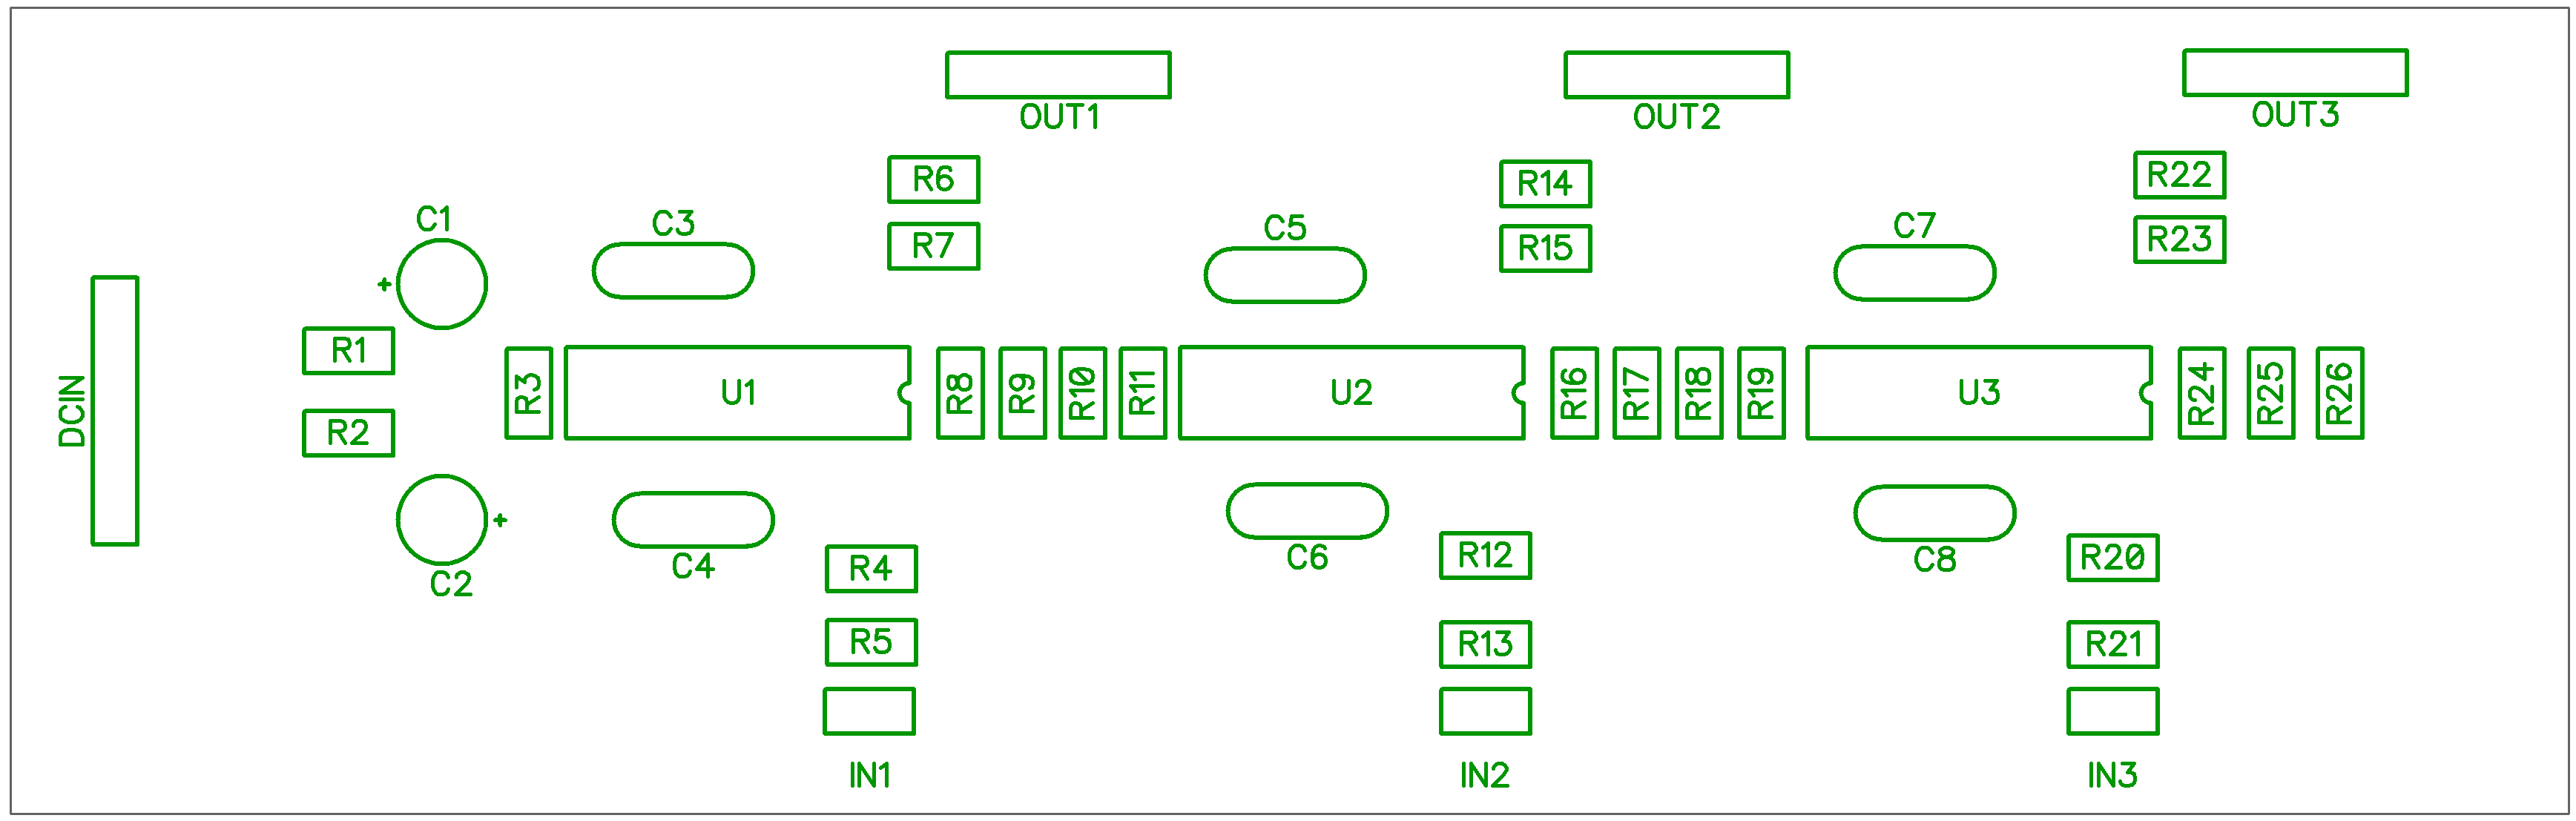 OUT1
OUT2
OUT3
R6
R14
R22
C1
C3
R7
C5
R15
C7
R23
+
R1
DCIN
R2
R3
U1
R8
R9
R10
R11
U2
R16
R17
R18
R19
U3
R24
R25
R26
+
C2
C4
R4
C6
R12
C8
R20
R5
R13
R21
IN1
IN2
IN3